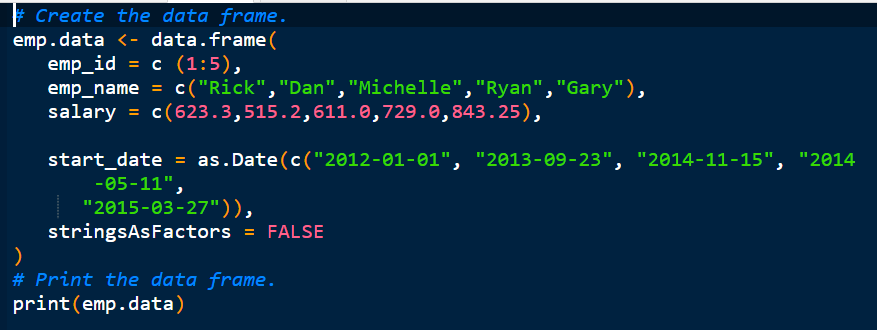 # Create the data frame.
emp.data <- data.frame(
   emp_id = c (1:5),
   emp_name = c("Rick","Dan","Michelle","Ryan","Gary"),
   salary = c(623.3,515.2,611.0,729.0,843.25),

   start_date = as.Date(c("2012-01-01", "2013-09-23", "2014-11-15", "2014
       -05-11",
      "2015-03-27")),
   stringsAsFactors = FALSE
)
# Print the data frame.
print(emp.data)